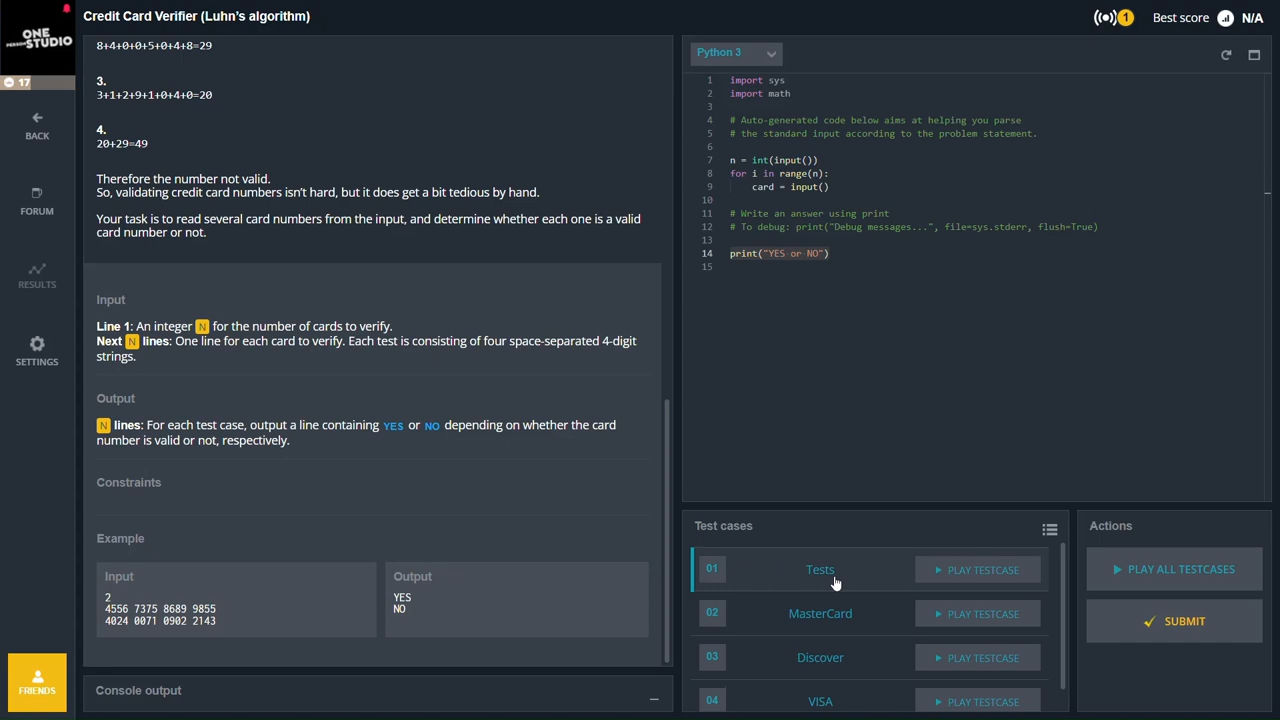 Credit Card Verifier (Luhn's algorithm)
1
Best score
N/A
ONE
PERSON STUDIO
17
BACK
FORUM
RESULTS
SETTINGS
FRIENDS
8+4+0+0+5+0+4+8=29
3.
3+1+2+9+1+0+4+0=20
4.
20+29=49
Therefore the number not valid.
So, validating credit card numbers isn't hard, but it does get a bit tedious by hand.
Your task is to read several card numbers from the input, and determine whether each one is a valid
card number or not.
Input
Line 1: An integer N for the number of cards to verify.
Next N lines: One line for each card to verify. Each test is consisting of four space-separated 4-digit
strings.
Output
N lines: For each test case, output a line containing YES or NO depending on whether the card
number is valid or not, respectively.
Constraints
Example
Input
2
4556 7375 8689 9855
4024 0071 0902 2143
Output
YES
NO
Console output
Python 3
1 import sys
2 import math
3
4 # Auto-generated code below aims at helping you parse
5 # the standard input according to the problem statement.
6
7 n = int(input())
8 for i in range(n):
9 card = input()
10
11 # Write an answer using print
12 # To debug: print("Debug messages...", file=sys.stderr, flush=True)
13
14 print("YES or NO")
15
Test cases
01 Tests PLAY TESTCASE
02 MasterCard PLAY TESTCASE
03 Discover PLAY TESTCASE
04 VISA PLAY TESTCASE
Actions
PLAY ALL TESTCASES
SUBMIT